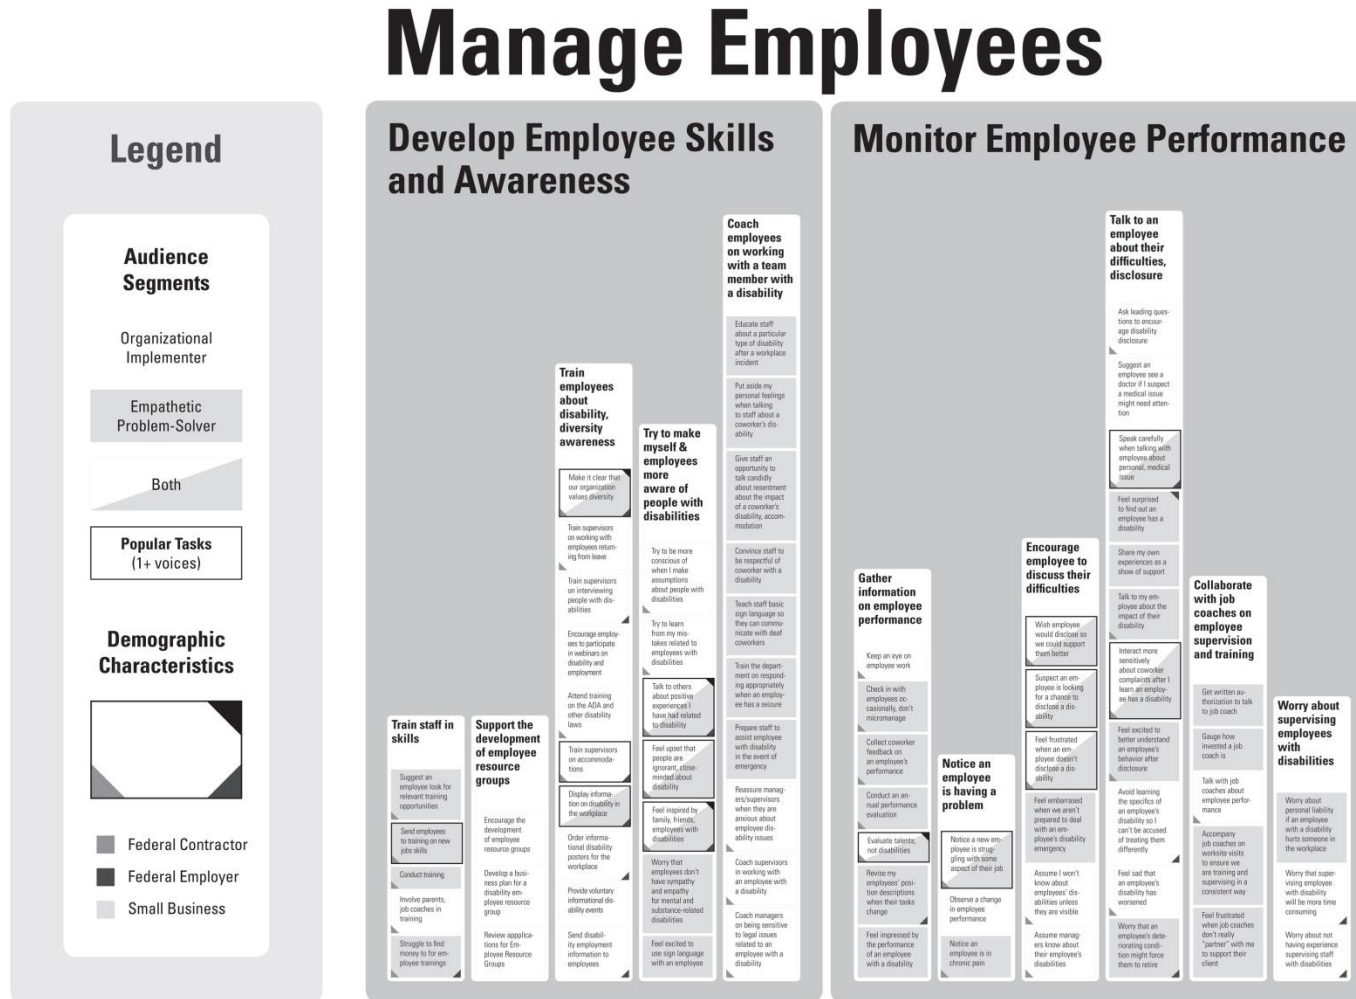 Manage Employees
Legend
Audience
Segments
Organizational
Implementer
Empathetic
Problem-Solver
Both
Popular Tasks
(1+ voices)
Demographic
Characteristics
Federal Contractor
Federal Employer
Small Business
Develop Employee Skills
and Awareness
Train staff in
skills
Suggest an
employee look for
relevant training
opportunities
Send employees
to training on new
jobs skills
Conduct training
Involve parents,
job coaches in
training
Struggle to find
money to for em-
ployee trainings
Support the
development
of employee
resource
groups
Encourage the
development
of employee
resource groups
Develop a busi-
ness plan for a
disability em-
ployee resource
group
Review appplica-
tions for Em-
ployee Resource
Groups
Train
employees
about
disability,
diversity
awareness
Make it clear that
our organization
values diversity
Train supervisors
on working with
employees return-
ing from leave
Train supervisors
on interviewing
people with dis-
abilities
Encourage employ-
ees to participate
in webinars on
disability and
employment
Attend training
on the ADA and
other disability
laws
Train supervisors
on accommoda-
tions
Display informa-
tion on disability in
the workplace
Order informa-
tional disability
posters for the
workplace
Provide voluntary
informational dis-
ability events
Send disabil-
ity employment
information to
employees
Try to make
myself &
employees
more
aware of
people with
disabilities
Try to be more
conscious of
when I make
assumptions
about people with
disabilities
Try to learn
from my mis-
takes related to
employees with
disabilities
Talk to others
about positive
experiences I
have had related
to disability
Feel upset that
people are
ignorant, close-
minded about
disability
Feel inspired by
family, friends,
employees with
disabilities
Worry that
employees don't
have sympathy
and empathy
for mental and
substance-related
disabilities
Feel excited to
use sign language
with an employee
Coach
employees
on working
with a team
member with
a disability
Educate staff
about a particular
type of disability
after a workplace
incident
Put aside my
personal feelings
when talking
to staff about a
coworker's dis-
ability
Give staff an
opportunity to
talk candidly
about resentment
about the impact
of a coworker's
disability, accom-
modation
Convince staff to
be respectful of
coworker with a
disability
Teach staff basic
sign language so
they can commu-
nicate with deaf
coworkers
Train the depart-
ment on respond-
ing appropriately
when an employ-
ee has a seizure
Prepare staff to
assist employee
with disability
in the event of
emergency
Reassure manag-
ers/supervisors
when they are
anxious about
employee dis-
ability issues
Coach supervisors
in working with
an employee with
a disability
Coach managers
on being sensitive
to legal issues
related to an
employee with a
disability
Monitor Employee Performance
Gather
information
on employee
performance
Keep an eye on
employee work
Check in with
employees oc-
casionally, don't
micromanage
Collect coworker
feedback on
an employee's
performance
Conduct an an-
nual performance
evaluation
Evaluate talents,
not disabilities
Revise my
employees' posi-
tion descriptions
when their tasks
change
Feel impressed by
the performance
of an employee
with a disability
Notice an
employee
is having a
problem
Notice a new em-
ployee is strug-
gling with some
aspect of their job
Observe a change
in employee
performance
Notice an
employee is in
chronic pain
Encourage
employee to
discuss their
difficulties
Wish employee
would disclose so
we could support
them better
Suspect an em-
ployee is looking
for a chance to
disclose a dis-
ability
Feel frustrated
when an em-
ployee doesn't
disclose a dis-
ability
Feel embarrased
when we aren't
prepared to deal
with an em-
ployee's disability
emergency
Assume I won't
know about
employees' dis-
abilities unless
they are visible
Assume manag-
ers know about
their employee's
disabilities
Talk to an
employee
about their
difficulties,
disclosure
Ask leading ques-
tions to encour-
age disability
disclosure
Suggest an
employee see a
doctor if I suspect
a medical issue
might need atten-
tion
Speak carefully
when talking with
employee about
personal, medical
issue
Feel surprised
to find out an
employee has a
disability
Share my own
experiences as a
show of support
Talk to my em-
ployee about the
impact of their
disability
Interact more
sensitively
about coworker
complaints after I
learn an employ-
ee has a disability
Feel excited to
better understand
an employee's
behavior after
disclosure
Avoid learning
the specifics of
an employee's
disability so I
can't be accused
of treating them
differently
Feel sad that
an employee's
disability has
worsened
Worry that an
employee's dete-
riorating condi-
tion might force
them to retire
Collaborate
with job
coaches on
employee
supervision
and training
Get written au-
thorization to talk
to job coach
Gauge how
invested a job
coach is
Talk with job
coaches about
employee perfor-
mance
Accompany
job coaches on
worksite visits
to ensure we
are training and
supervising in a
consistent way
Feel frustrated
when job coaches
don't really
"partner" with me
to support their
client
Worry about
supervising
employees
with
disabilities
Worry about
personal liability
if an employee
with a disability
hurts someone in
the workplace
Worry that super-
vising employee
with disability
will be more time
consuming
Worry about not
having experience
supervising staff
with disabilities